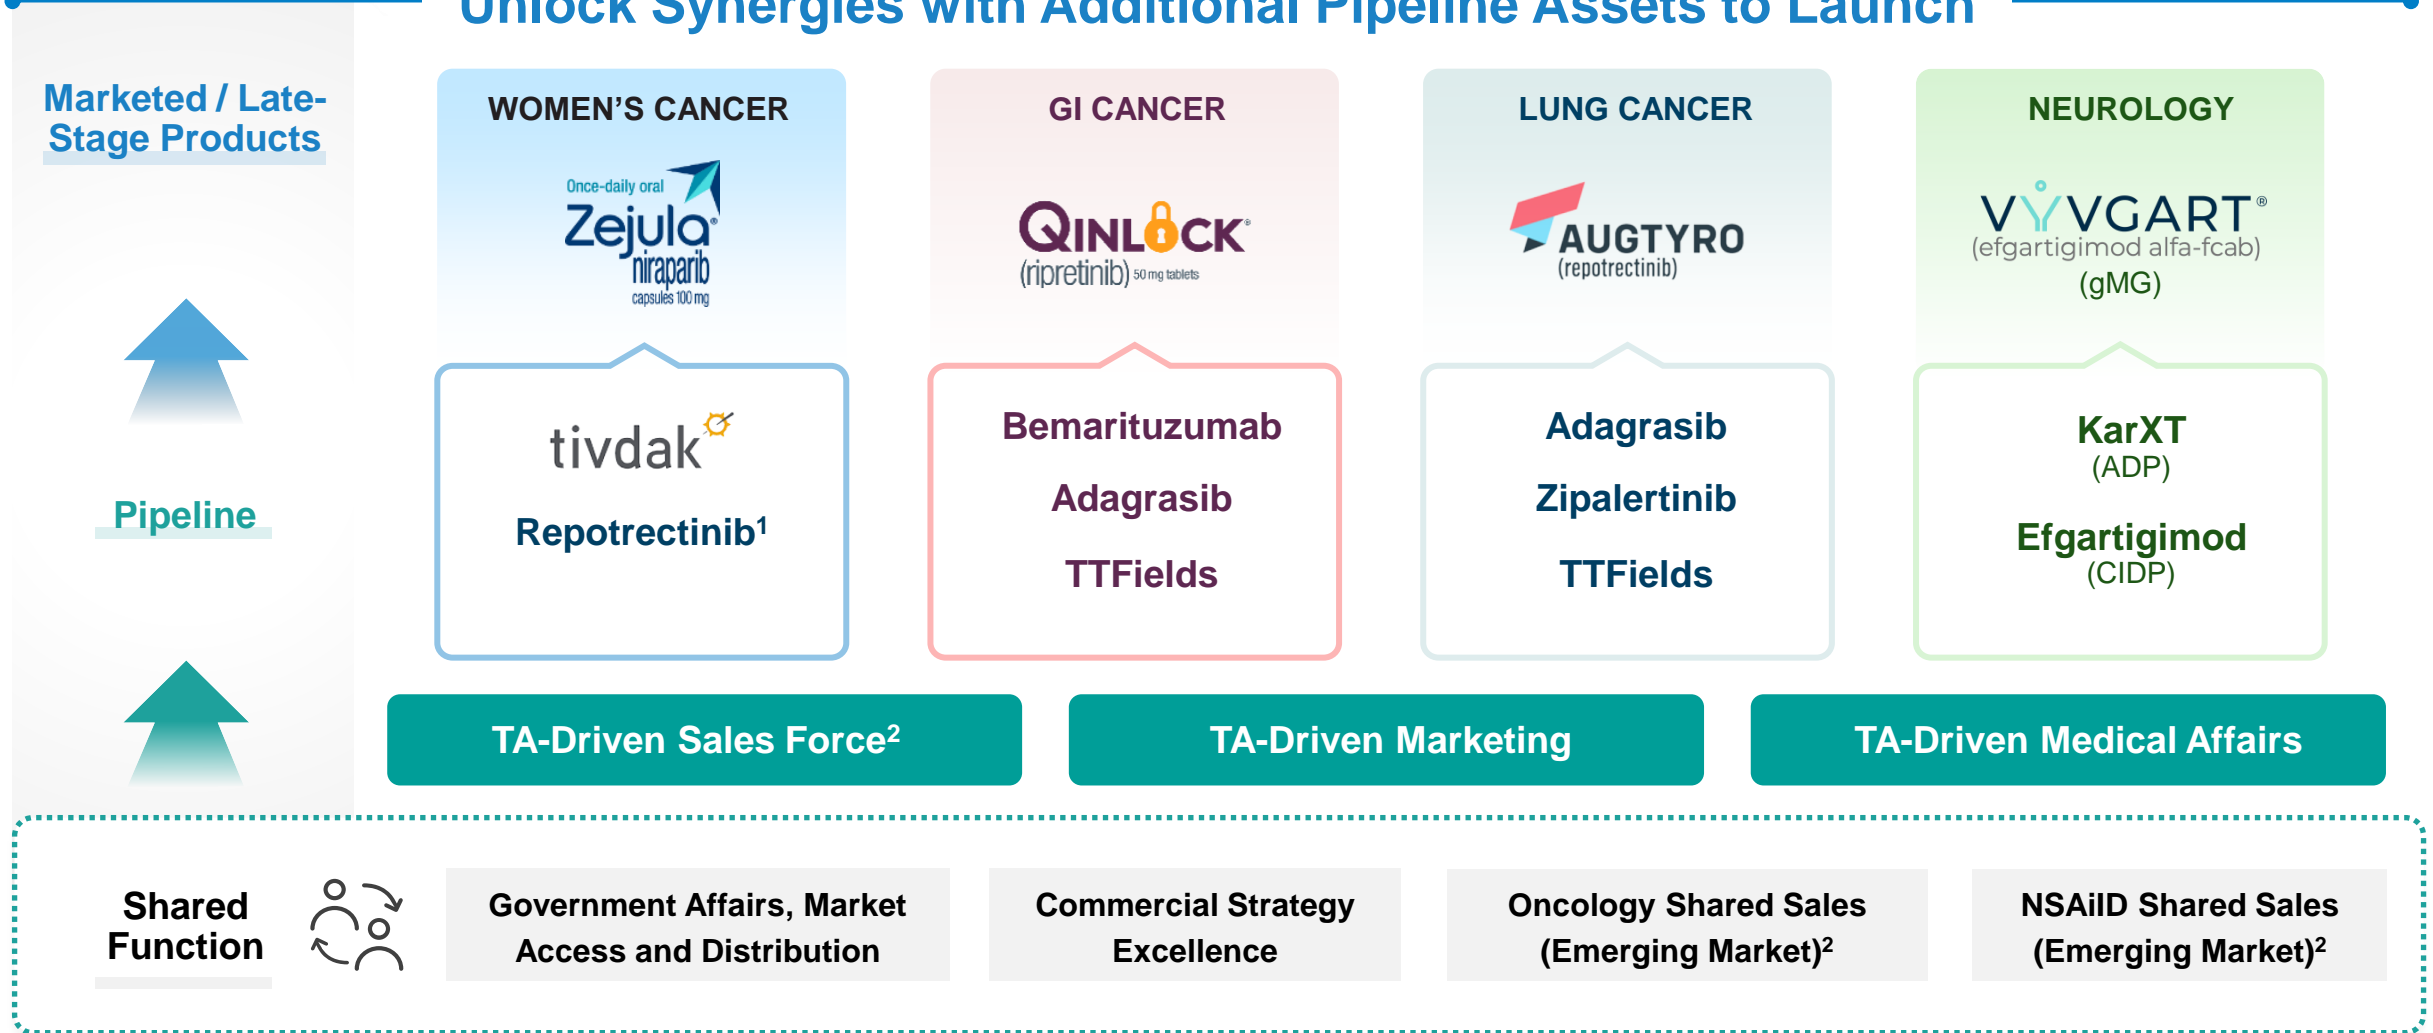 Unlock Synergies with Additional Pipeline Assets to Launch
Marketed / Late-
Stage Products
WOMEN'S CANCER
Once-daily oral
Zejula®
niraparib
capsules 100 mg
GI CANCER
QINLOCK®
(ripretinib) 50 mg tablets
LUNG CANCER
AUGTYRO
(repotrectinib)
NEUROLOGY
VYVGART®
(efgartigimod alfa-fcab)
(gMG)
Pipeline
tivdak
Repotrectinib¹
Bemarituzumab
Adagrasib
TTFields
Adagrasib
Zipalertinib
TTFields
KarXT
(ADP)
Efgartigimod
(CIDP)
TA-Driven Sales Force²
TA-Driven Marketing
TA-Driven Medical Affairs
Shared
Function
Government Affairs, Market
Access and Distribution
Commercial Strategy
Excellence
Oncology Shared Sales
(Emerging Market)²
NSAiID Shared Sales
(Emerging Market)²